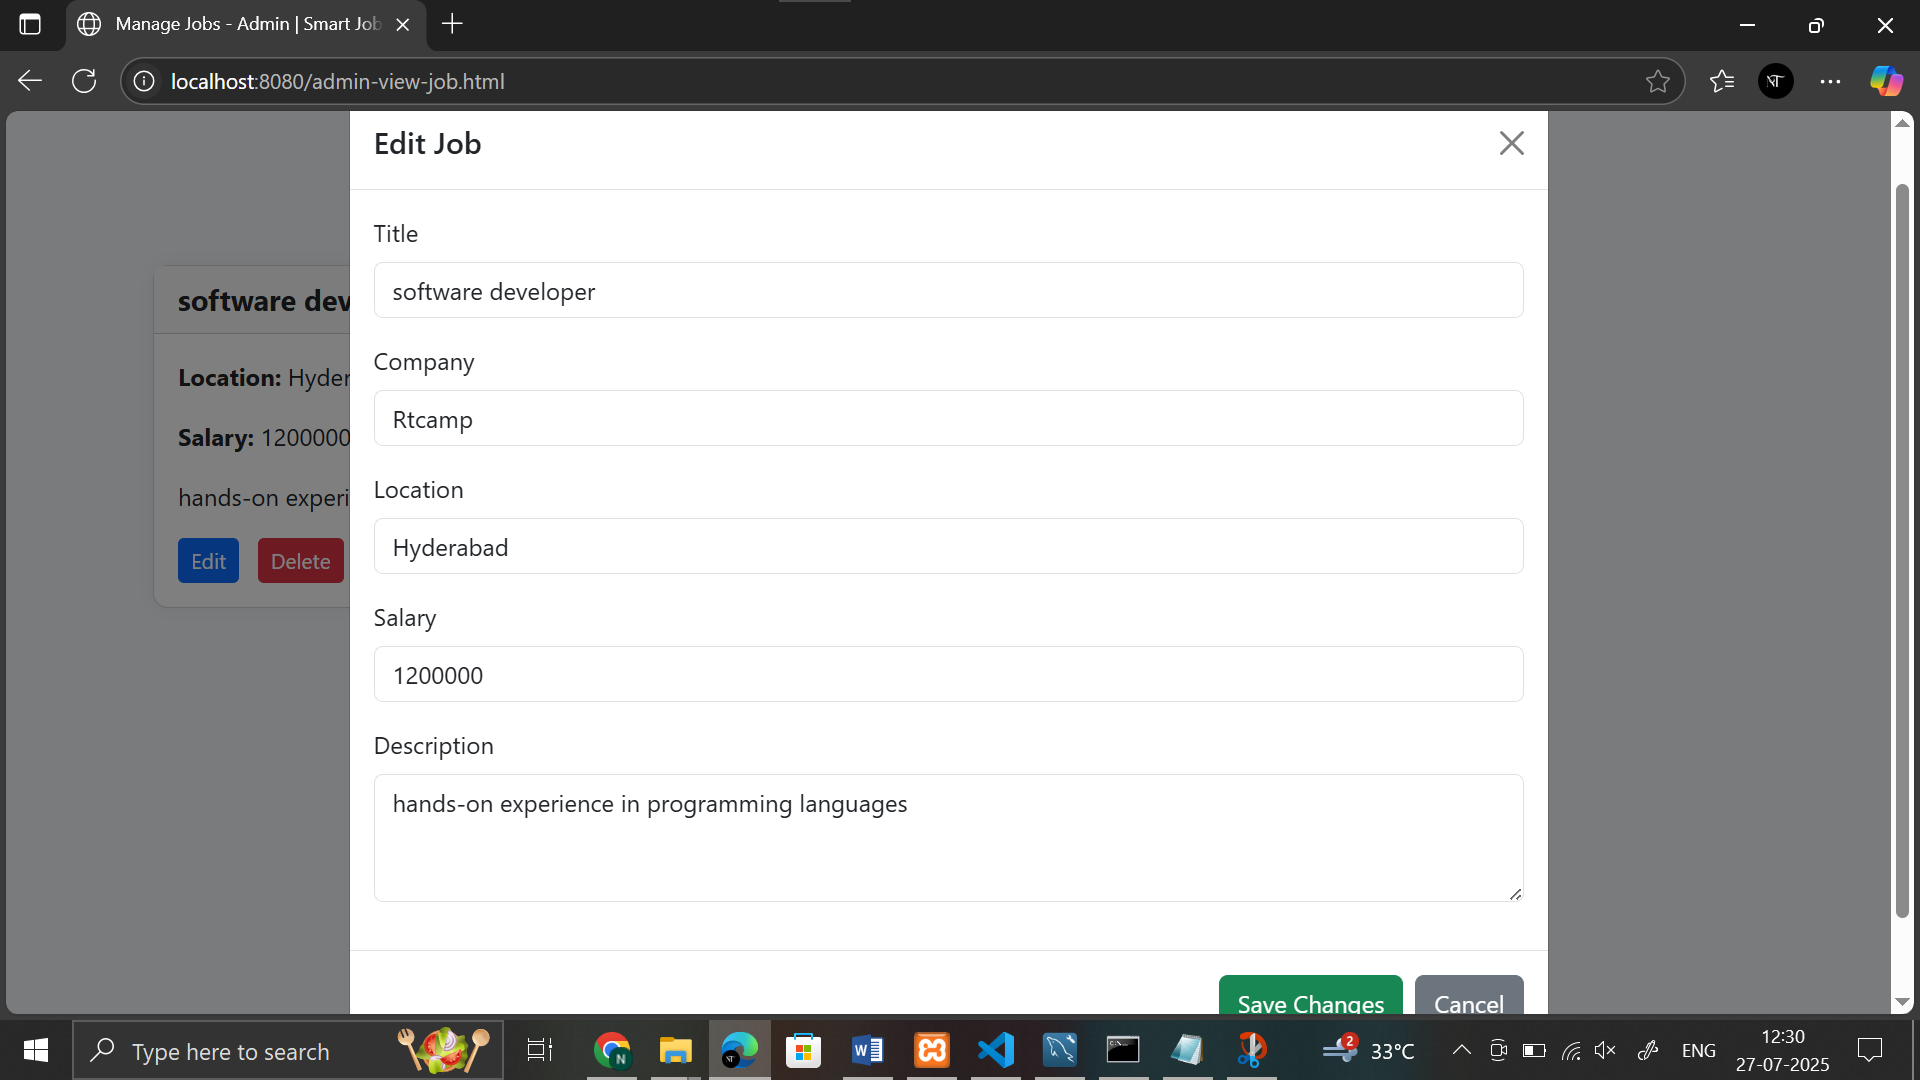 Manage Jobs - Admin | Smart Job
localhost:8080/admin-view-job.html
Edit Job
Title
software developer
Company
Rtcamp
Location
Hyderabad
Salary
1200000
Description
hands-on experience in programming languages
Save Changes
Cancel
software dev
Location: Hyder
Salary: 1200000
hands-on experi
Edit
Delete
Type here to search
N
2
33°C
ENG
12:30
27-07-2025